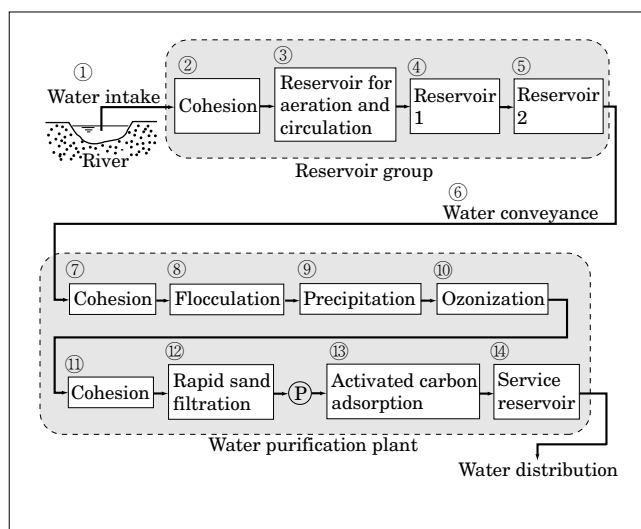 ①
Water intake
River
②
Cohesion
③
Reservoir for
aeration and
circulation
④
Reservoir
1
⑤
Reservoir
2
Reservoir group
⑥
Water conveyance
⑦
Cohesion
⑧
Flocculation
⑨
Precipitation
⑩
Ozonization
⑪
Cohesion
⑫
Rapid sand
filtration
P
⑬
Activated carbon
adsorption
⑭
Service
reservoir
Water purification plant
Water distribution